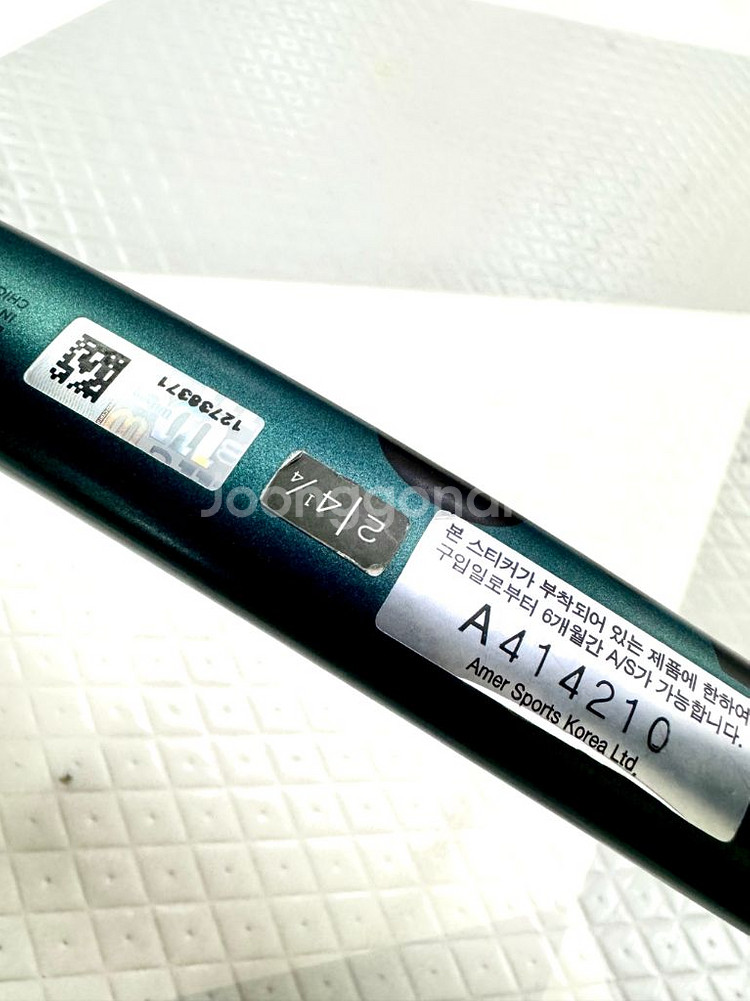 12738371
2 | 4 1/4
본 스티커가 부착되어 있는 제품에 한하여
구입일로부터 6개월간 A/S가 가능합니다.
A414210
Amer Sports Korea Ltd.